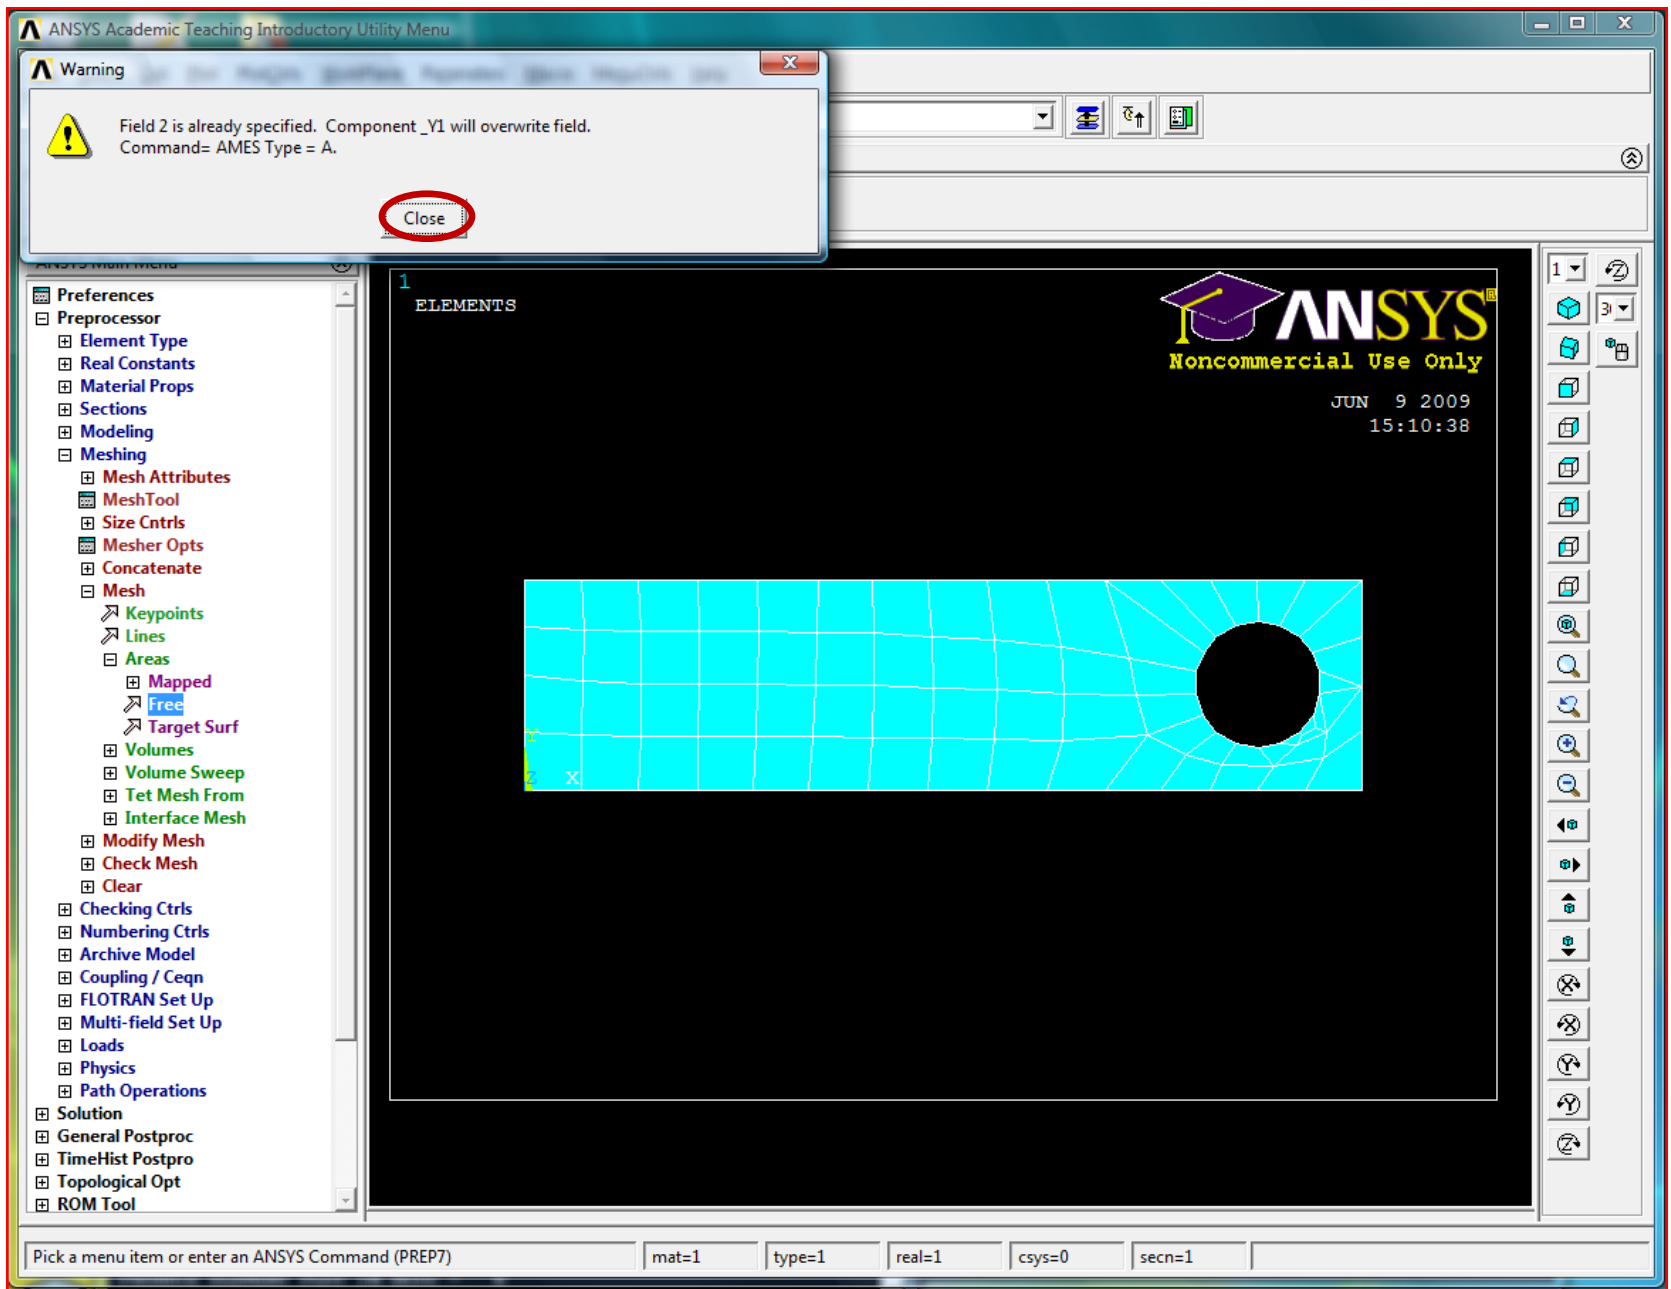 ANSYS Academic Teaching Introductory Utility Menu
Warning
Field 2 is already specified.  Component _Y1 will overwrite field.
Command= AMES Type = A.
Close
ANSYS Main Menu
Preferences
Preprocessor
Element Type
Real Constants
Material Props
Sections
Modeling
Meshing
Mesh Attributes
MeshTool
Size Cntrls
Mesher Opts
Concatenate
Mesh
Keypoints
Lines
Areas
Mapped
Free
Target Surf
Volumes
Volume Sweep
Tet Mesh From
Interface Mesh
Modify Mesh
Check Mesh
Clear
Checking Ctrls
Numbering Ctrls
Archive Model
Coupling / Ceqn
FLOTRAN Set Up
Multi-field Set Up
Loads
Physics
Path Operations
Solution
General Postproc
TimeHist Postpro
Topological Opt
ROM Tool
1
ELEMENTS
ANSYS
Noncommercial Use Only
JUN  9 2009
15:10:38
Y
Z X
1
Pick a menu item or enter an ANSYS Command (PREP7)
mat=1
type=1
real=1
csys=0
secn=1